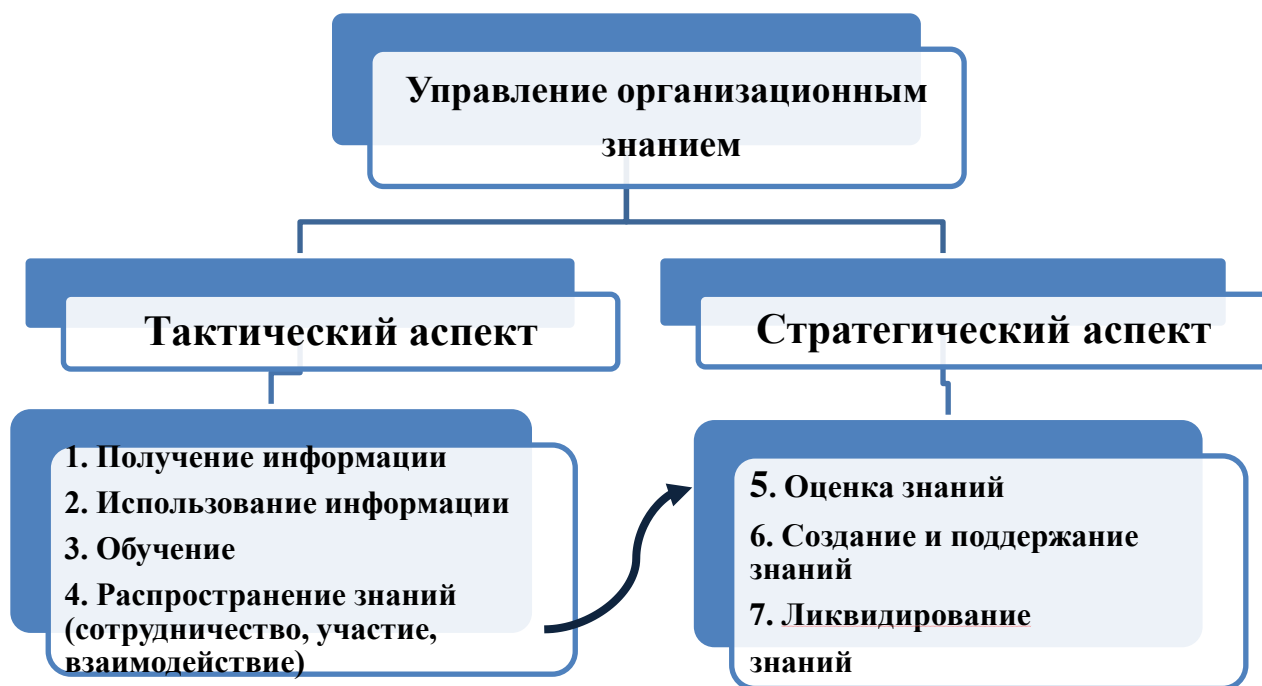 Управление организационным
знанием
Тактический аспект
Стратегический аспект
1. Получение информации
2. Использование информации
3. Обучение
4. Распространение знаний
(сотрудничество, участие,
взаимодействие)
5. Оценка знаний
6. Создание и поддержание
знаний
7. Ликвидирование
знаний